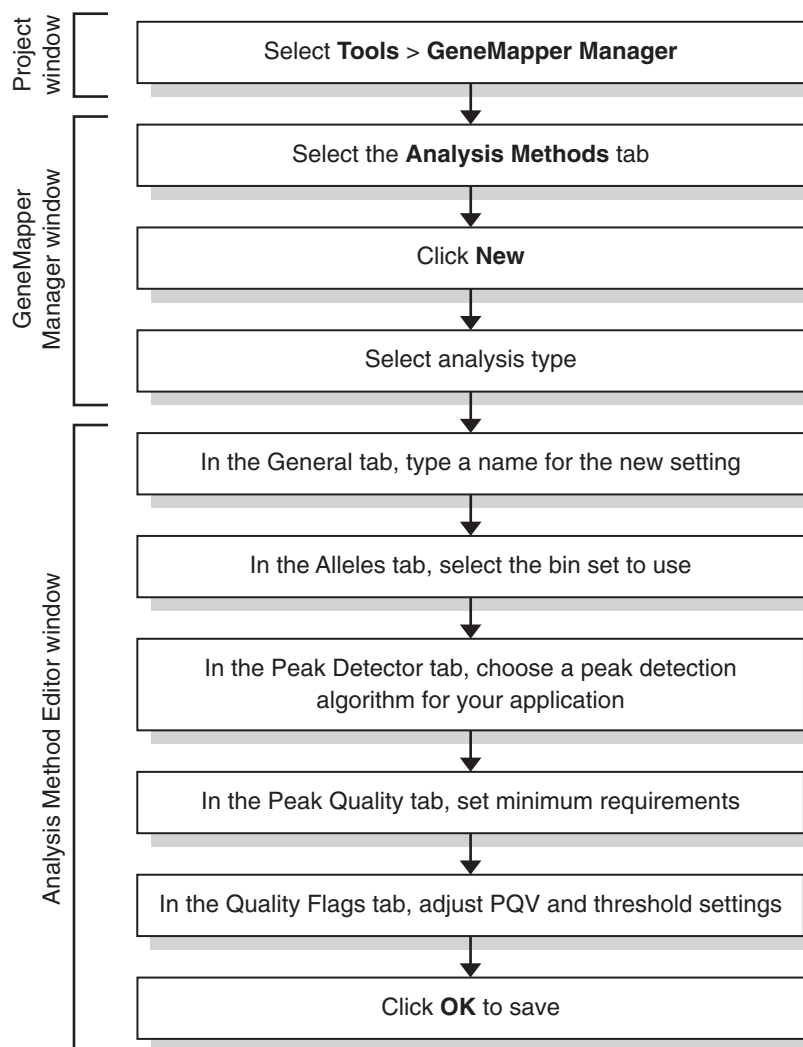 Project
window
Select Tools > GeneMapper Manager
GeneMapper
Manager window
Select the Analysis Methods tab
Click New
Select analysis type
Analysis Method Editor window
In the General tab, type a name for the new setting
In the Alleles tab, select the bin set to use
In the Peak Detector tab, choose a peak detection
algorithm for your application
In the Peak Quality tab, set minimum requirements
In the Quality Flags tab, adjust PQV and threshold settings
Click OK to save